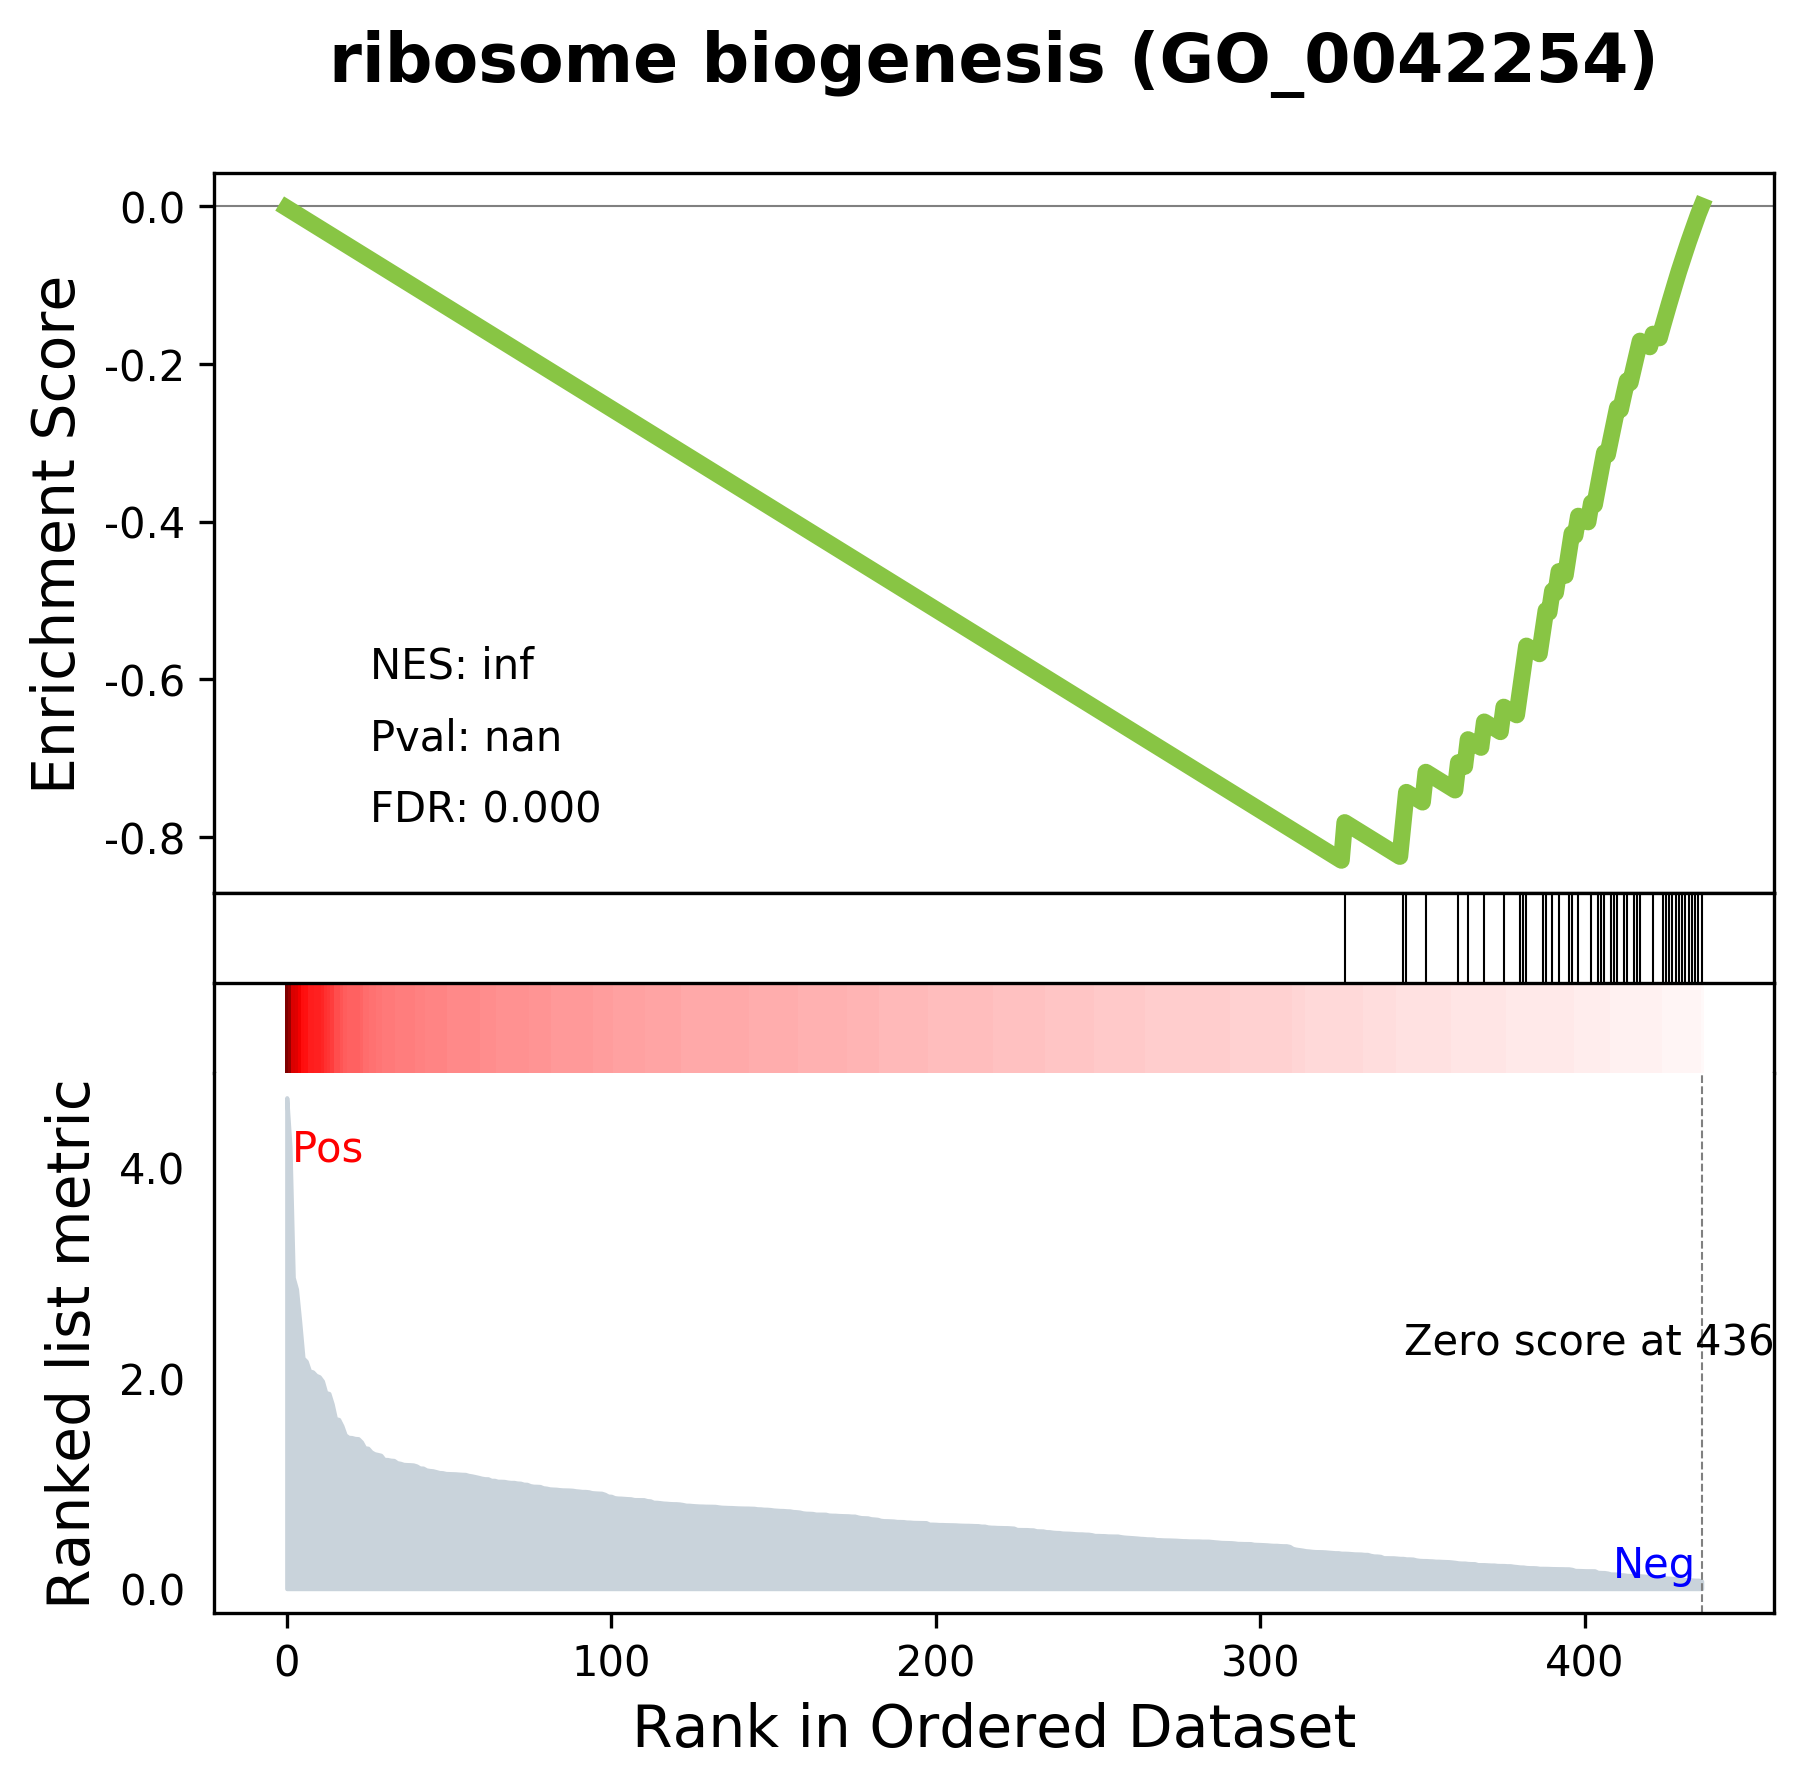 ribosome biogenesis (GO_0042254)
Enrichment Score
0.0
-0.2
-0.4
-0.6
-0.8
NES: inf
Pval: nan
FDR: 0.000
Ranked list metric
4.0
2.0
0.0
Pos
Zero score at 436
Neg
0 100 200 300 400
Rank in Ordered Dataset